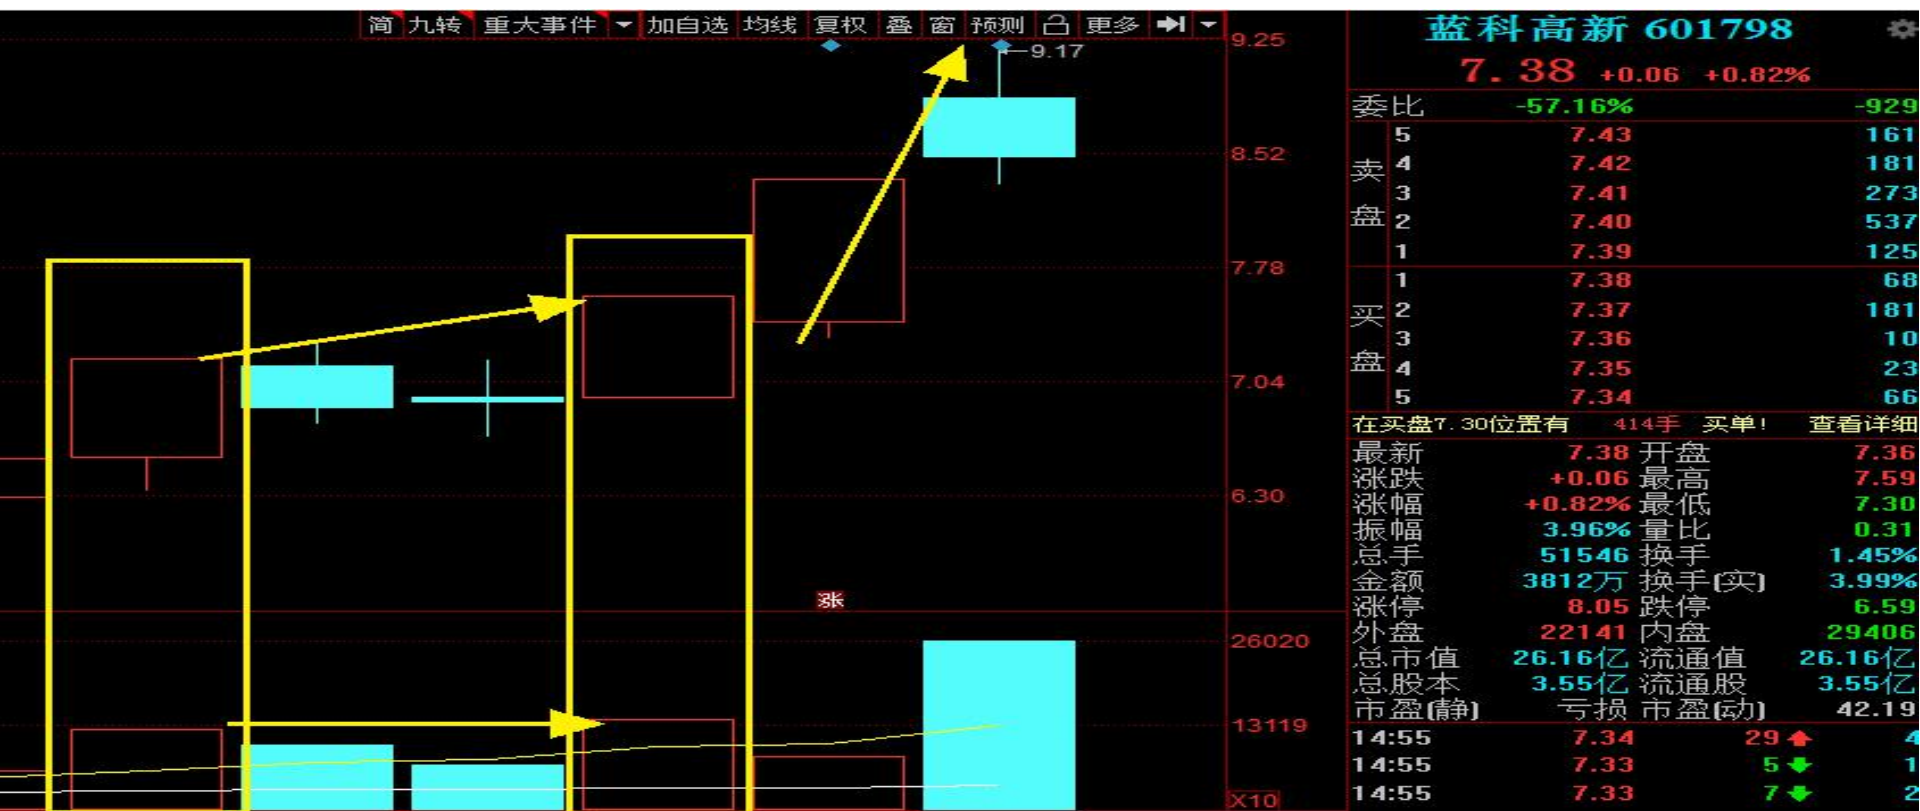 简 九转 重大事件 加自选 均线 复权 叠 窗 预测 更多
9.25
9.17
8.52
7.78
7.04
6.30
涨
26020
13119
X10
蓝科高新 601798
7.38 +0.06 +0.82%
委比 -57.16% -929
卖盘
5 7.43 161
4 7.42 181
3 7.41 273
2 7.40 537
1 7.39 125
买盘
1 7.38 68
2 7.37 181
3 7.36 10
4 7.35 23
5 7.34 66
在买盘7.30位置有 414手 买单! 查看详细
最新 7.38 开盘 7.36
涨跌 +0.06 最高 7.59
涨幅 +0.82% 最低 7.30
振幅 3.96% 量比 0.31
总手 51546 换手 1.45%
金额 3812万 换手(实) 3.99%
涨停 8.05 跌停 6.59
外盘 22141 内盘 29406
总市值 26.16亿 流通值 26.16亿
总股本 3.55亿 流通股 3.55亿
市盈(静) 亏损 市盈(动) 42.19
14:55 7.34 29 4
14:55 7.33 5 1
14:55 7.33 7 2